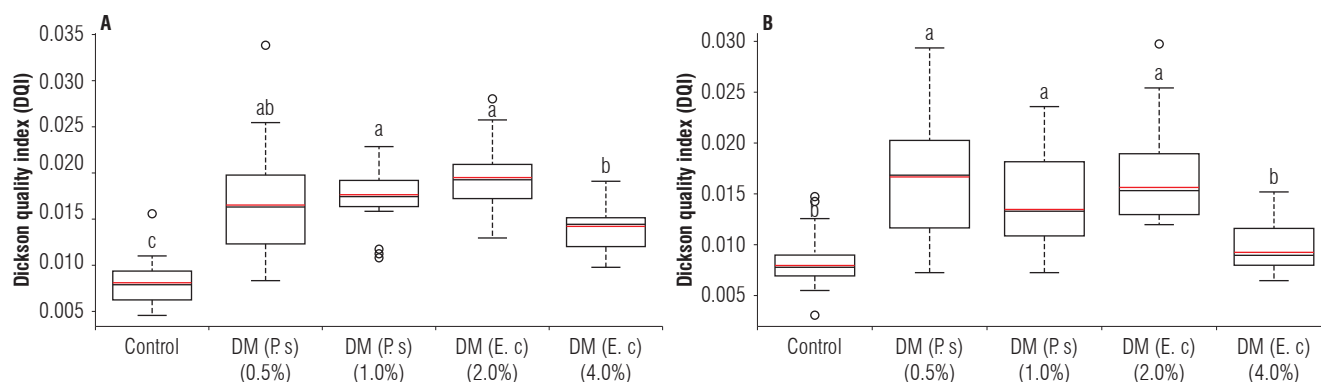 A
Dickson quality index (DQI)
0.035
0.030
0.025
0.020
0.015
0.010
0.005
c
ab
a
a
b
Control
DM (P. s)
(0.5%)
DM (P. s)
(1.0%)
DM (E. c)
(2.0%)
DM (E. c)
(4.0%)
B
Dickson quality index (DQI)
0.030
0.025
0.020
0.015
0.010
0.005
b
a
a
a
b
Control
DM (P. s)
(0.5%)
DM (P. s)
(1.0%)
DM (E. c)
(2.0%)
DM (E. c)
(4.0%)